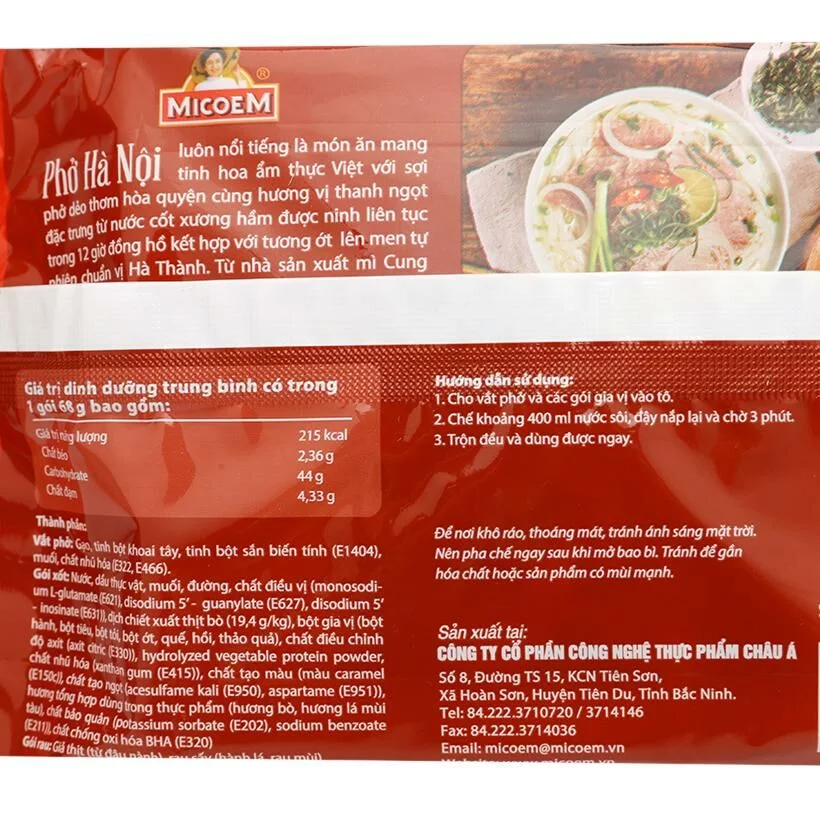 MICOEM
®
Phở Hà Nội luôn nổi tiếng là món ăn mang
tinh hoa ẩm thực Việt với sợi
phở dẻo thơm hòa quyện cùng hương vị thanh ngọt
đặc trưng từ nước cốt xương hầm được ninh liên tục
trong 12 giờ đồng hồ kết hợp với tương ớt lên men tự
nhiên chuẩn vị Hà Thành. Từ nhà sản xuất mì Cung
Giá trị dinh dưỡng trung bình có trong
1 gói 68 g bao gồm:
Giá trị năng lượng 215 kcal
Chất béo 2,36 g
Carbohydrate 44 g
Chất đạm 4,33 g
Thành phần:
Vắt phở: Gạo, tinh bột khoai tây, tinh bột sắn biến tính (E1404),
muối, chất nhũ hóa (E322, E466).
Gói xốt: Nước, dầu thực vật, muối, đường, chất điều vị (monosodi-
um L-glutamate (E621), disodium 5’- guanylate (E627), disodium 5’
- inosinate (E631)), dịch chiết xuất thịt bò (19,4 g/kg), bột gia vị (bột
hành, bột tiêu, bột tỏi, bột ớt, quế, hồi, thảo quả), chất điều chỉnh
độ axit (axit citric (E330)), hydrolyzed vegetable protein powder,
chất nhũ hóa (xanthan gum (E415)), chất tạo màu (màu caramel
(E150c)), chất tạo ngọt (acesulfame kali (E950), aspartame (E951)),
hương tổng hợp dùng trong thực phẩm (hương bò, hương lá mùi
tàu), chất bảo quản (potassium sorbate (E202), sodium benzoate
(E211)), chất chống oxi hóa BHA (E320)
Gói rau: Giả thịt (từ đậu nành), rau sấy (hành lá, rau mùi)
Hướng dẫn sử dụng:
1. Cho vắt phở và các gói gia vị vào tô.
2. Chế khoảng 400 ml nước sôi, đậy nắp lại và chờ 3 phút.
3. Trộn đều và dùng được ngay.
Để nơi khô ráo, thoáng mát, tránh ánh sáng mặt trời.
Nên pha chế ngay sau khi mở bao bì. Tránh để gần
hóa chất hoặc sản phẩm có mùi mạnh.
Sản xuất tại:
CÔNG TY CỔ PHẦN CÔNG NGHỆ THỰC PHẨM CHÂU Á
Số 8, Đường TS 15, KCN Tiên Sơn,
Xã Hoàn Sơn, Huyện Tiên Du, Tỉnh Bắc Ninh.
Tel: 84.222.3710720 / 3714146
Fax: 84.222.3714036
Email: micoem@micoem.vn
Website: www.micoem.vn